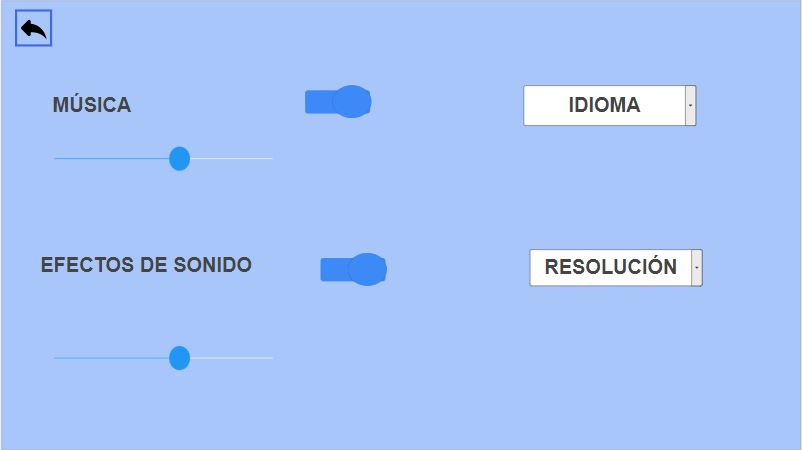 MÚSICA
IDIOMA
EFECTOS DE SONIDO
RESOLUCIÓN